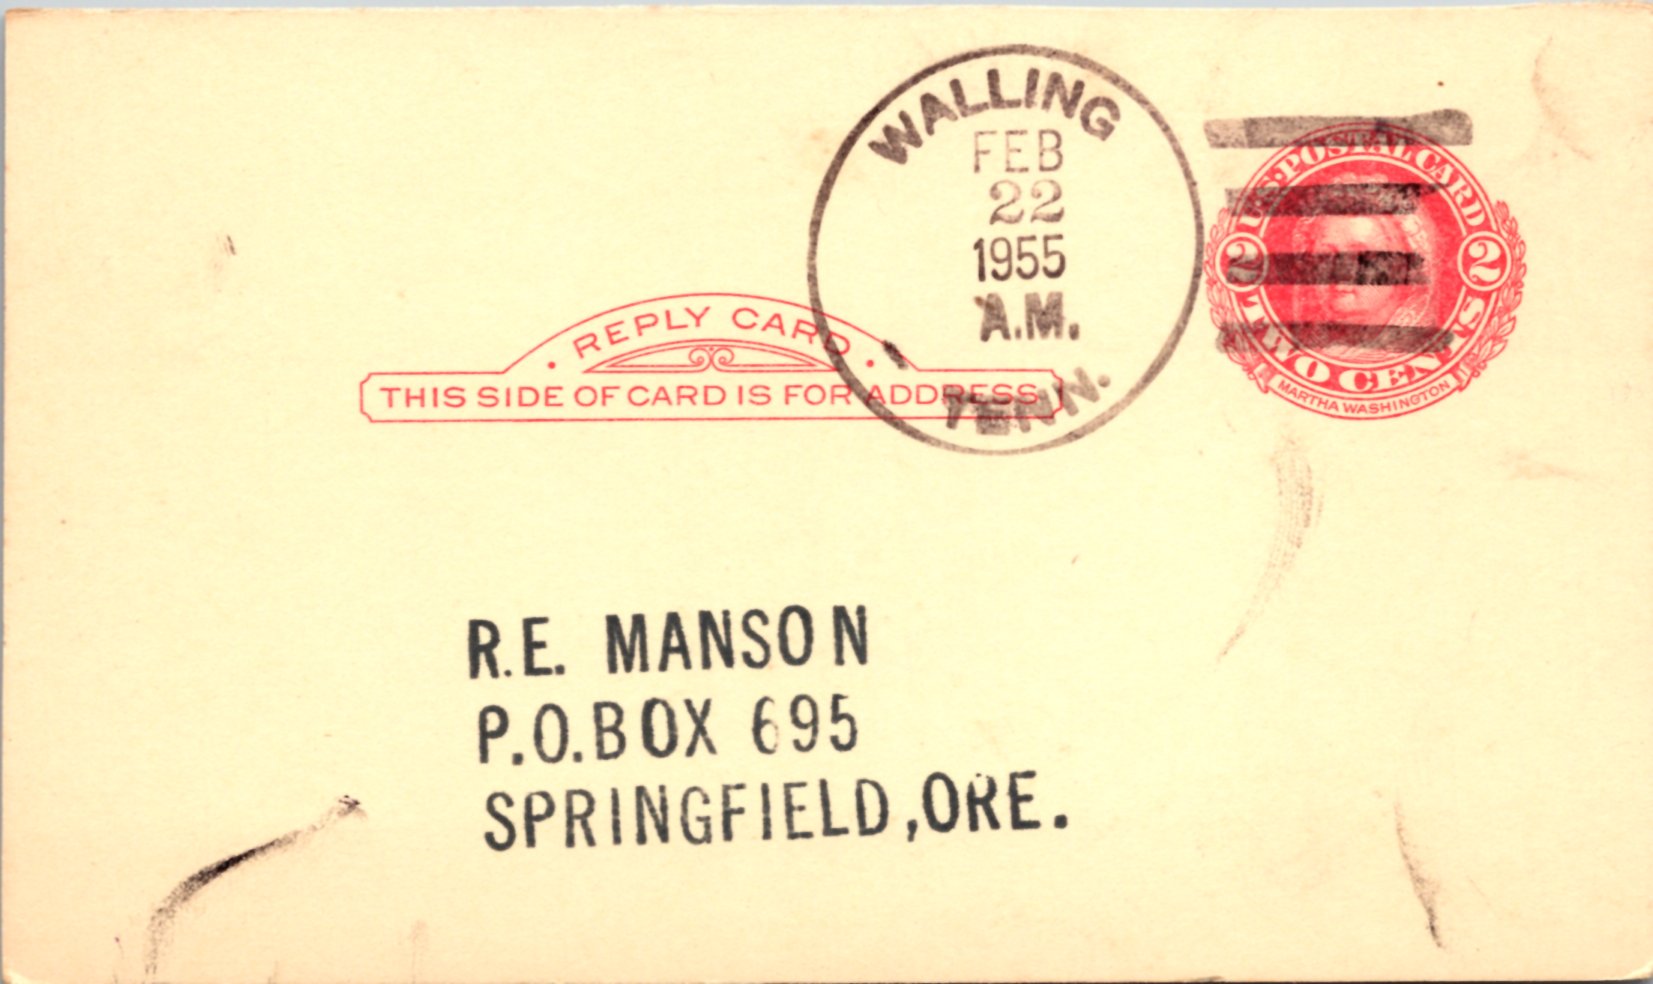 WALLING
FEB
22
1955
A.M.
TENN.
U.S. POSTAL CARD
2 2
TWO CENTS
MARTHA WASHINGTON
· REPLY CARD ·
THIS SIDE OF CARD IS FOR ADDRESS
R.E. MANSON
P.O.BOX 695
SPRINGFIELD,ORE.